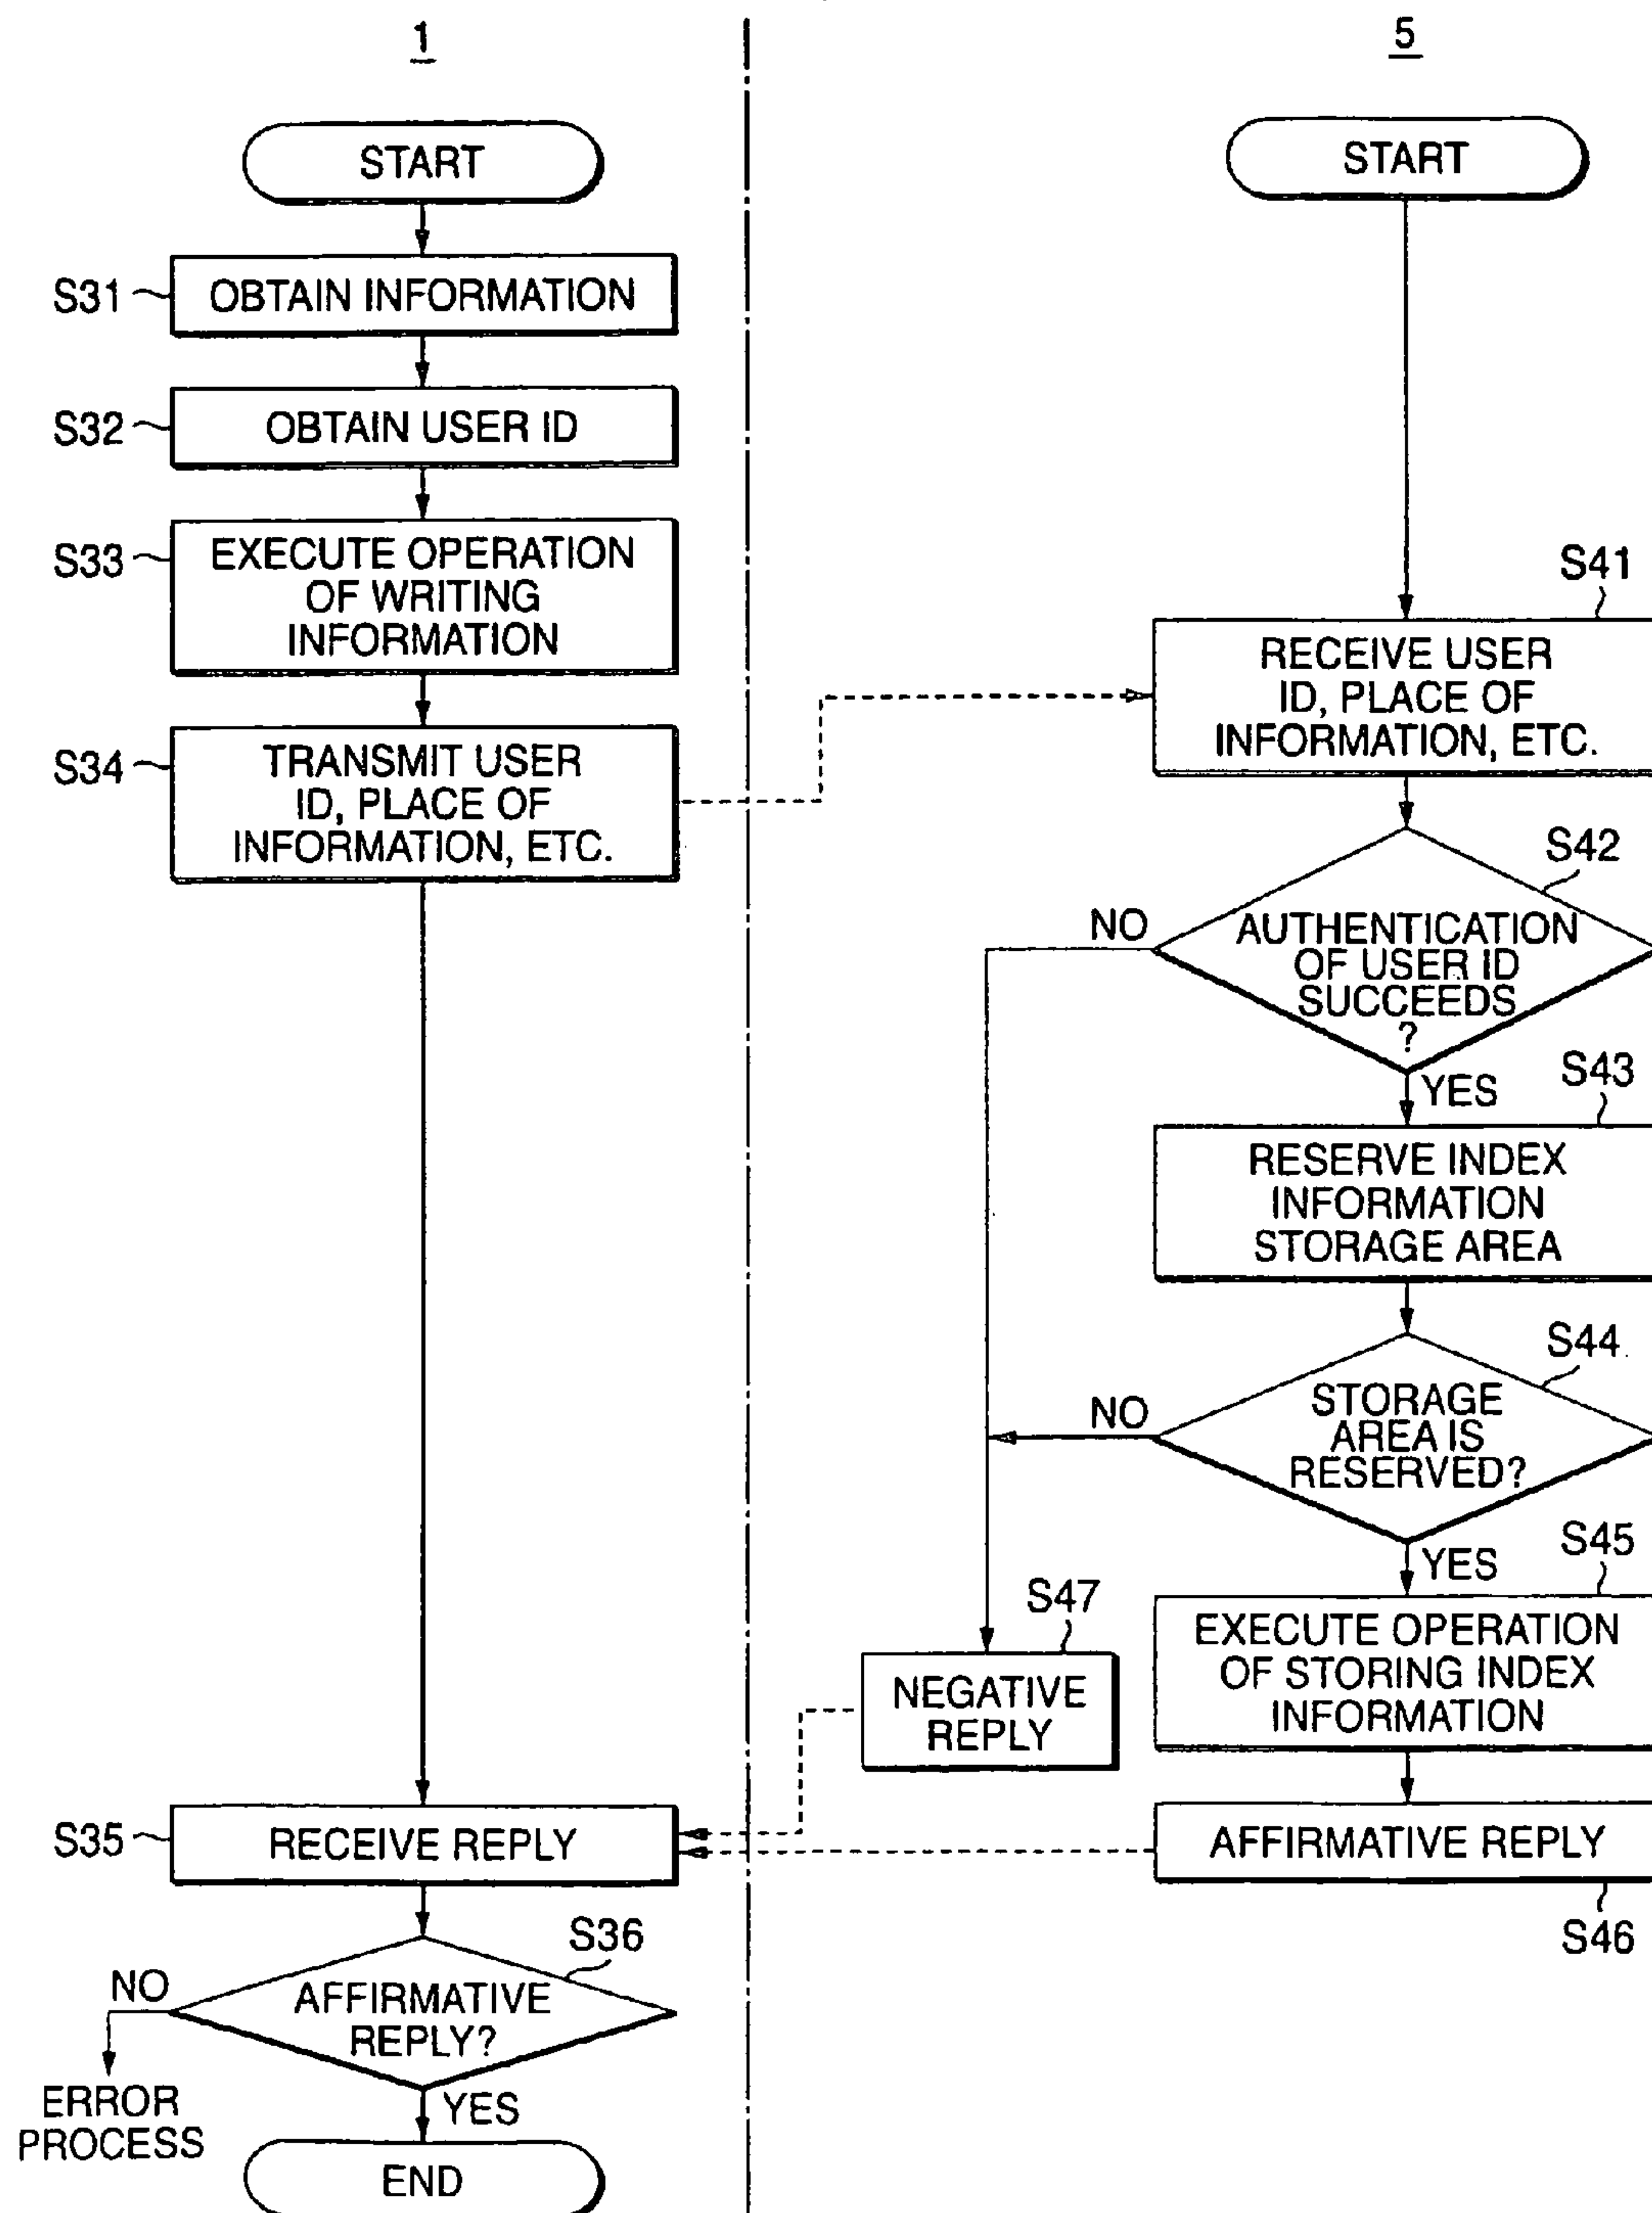 1
START
S31
OBTAIN INFORMATION
S32
OBTAIN USER ID
S33
EXECUTE OPERATION
OF WRITING
INFORMATION
S34
TRANSMIT USER
ID, PLACE OF
INFORMATION, ETC.
S35
RECEIVE REPLY
S36
AFFIRMATIVE
REPLY?
NO
ERROR
PROCESS
YES
END
5
START
S41
RECEIVE USER
ID, PLACE OF
INFORMATION, ETC.
S42
NO
AUTHENTICATION
OF USER ID
SUCCEEDS
?
YES
S43
RESERVE INDEX
INFORMATION
STORAGE AREA
S44
NO
STORAGE
AREA IS
RESERVED?
YES
S45
EXECUTE OPERATION
OF STORING INDEX
INFORMATION
S47
NEGATIVE
REPLY
AFFIRMATIVE REPLY
S46